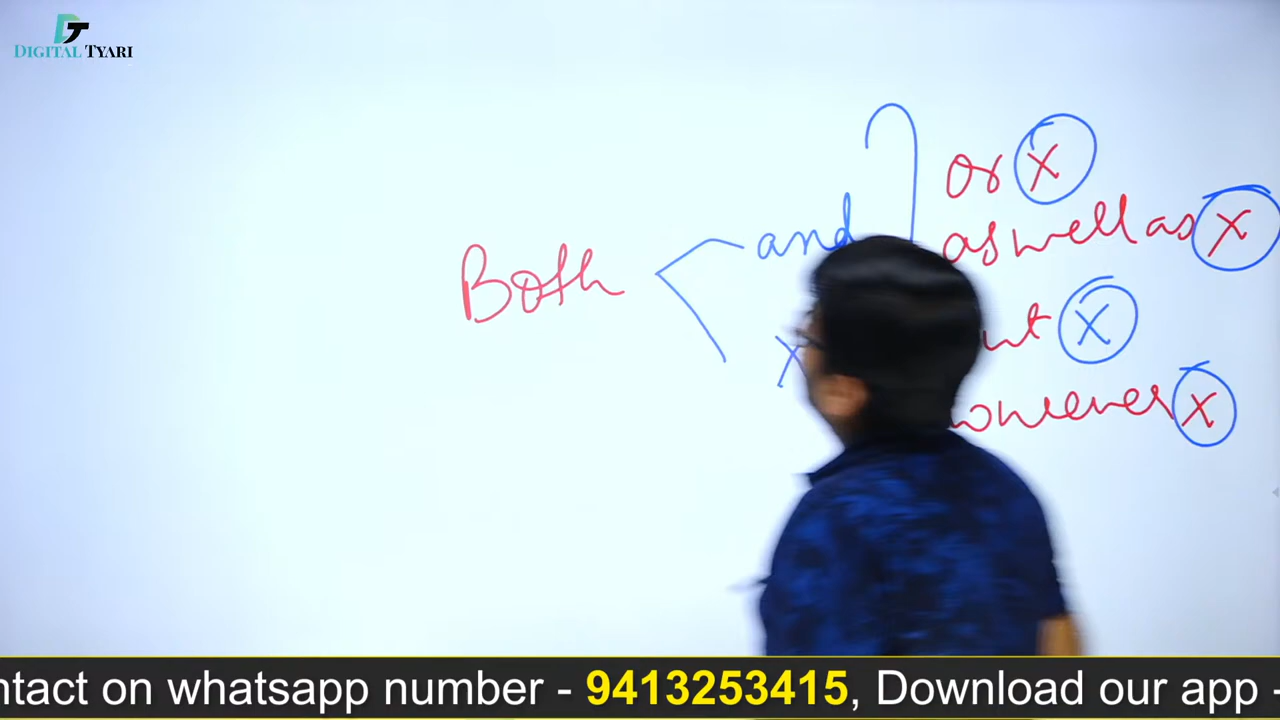 DIGITAL TYARI
or X
as well as X
Both and
X
X
X
ntact on whatsapp number - 9413253415, Download our app -